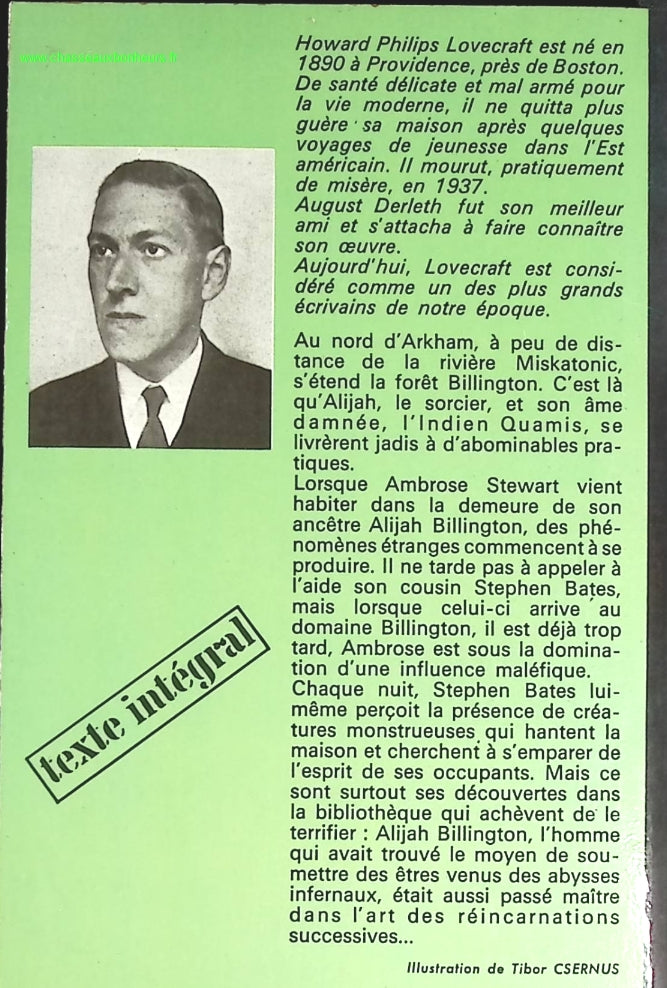 www.chasseauxbonheurs.fr
Howard Philips Lovecraft est né en
1890 à Providence, près de Boston.
De santé délicate et mal armé pour
la vie moderne, il ne quitta plus
guère sa maison après quelques
voyages de jeunesse dans l'Est
américain. Il mourut, pratiquement
de misère, en 1937.
August Derleth fut son meilleur
ami et s'attacha à faire connaître
son œuvre.
Aujourd'hui, Lovecraft est consi-
déré comme un des plus grands
écrivains de notre époque.
Au nord d'Arkham, à peu de dis-
tance de la rivière Miskatonic,
s'étend la forêt Billington. C'est là
qu'Alijah, le sorcier, et son âme
damnée, l'Indien Quamis, se
livrèrent jadis à d'abominables pra-
tiques.
Lorsque Ambrose Stewart vient
habiter dans la demeure de son
ancêtre Alijah Billington, des phé-
nomènes étranges commencent à se
produire. Il ne tarde pas à appeler à
l'aide son cousin Stephen Bates,
mais lorsque celui-ci arrive au
domaine Billington, il est déjà trop
tard, Ambrose est sous la domina-
tion d'une influence maléfique.
Chaque nuit, Stephen Bates lui-
même perçoit la présence de créa-
tures monstrueuses qui hantent la
maison et cherchent à s'emparer de
l'esprit de ses occupants. Mais ce
sont surtout ses découvertes dans
la bibliothèque qui achèvent de le
terrifier : Alijah Billington, l'homme
qui avait trouvé le moyen de sou-
mettre des êtres venus des abysses
infernaux, était aussi passé maître
dans l'art des réincarnations
successives...
texte intégral
Illustration de Tibor CSERNUS